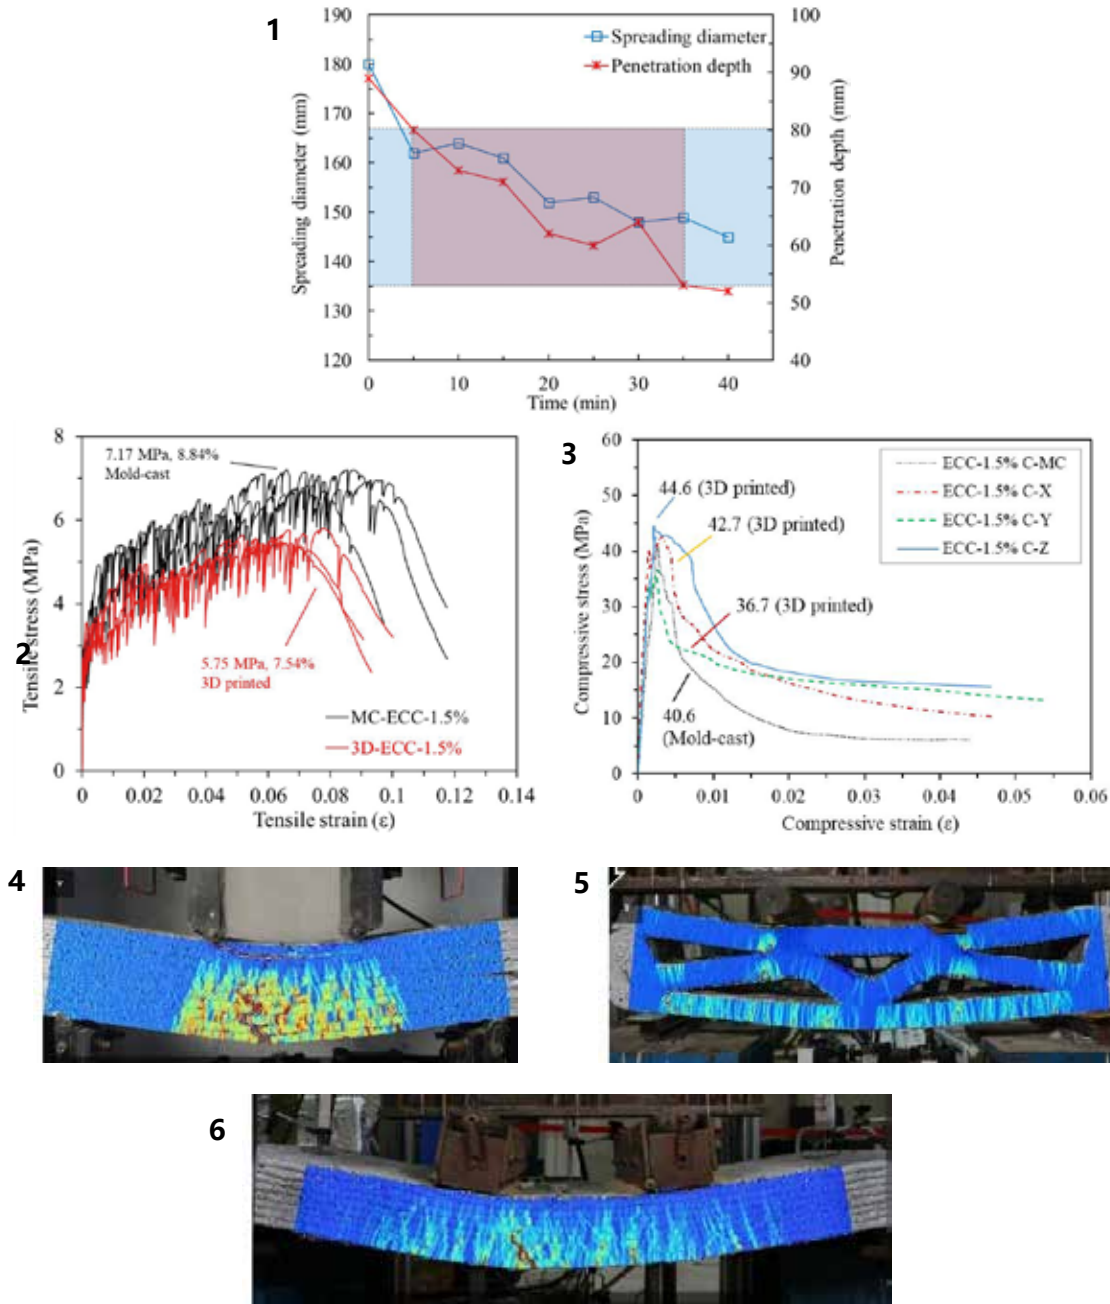 1
190
180
170
160
150
140
130
120
Spreading diameter (mm)
Spreading diameter
Penetration depth
100
90
80
70
60
50
40
Penetration depth (mm)
0
10
20
30
40
Time (min)
2
8
6
4
2
0
Tensile stress (MPa)
7.17 MPa, 8.84%
Mold-cast
5.75 MPa, 7.54%
3D printed
MC-ECC-1.5%
3D-ECC-1.5%
0
0.02
0.04
0.06
0.08
0.1
0.12
0.14
Tensile strain (ε)
3
60
50
40
30
20
10
0
Compressive stress (MPa)
44.6 (3D printed)
42.7 (3D printed)
36.7 (3D printed)
40.6
(Mold-cast)
ECC-1.5% C-MC
ECC-1.5% C-X
ECC-1.5% C-Y
ECC-1.5% C-Z
0
0.01
0.02
0.03
0.04
0.05
0.06
Compressive strain (ε)
4
5
6